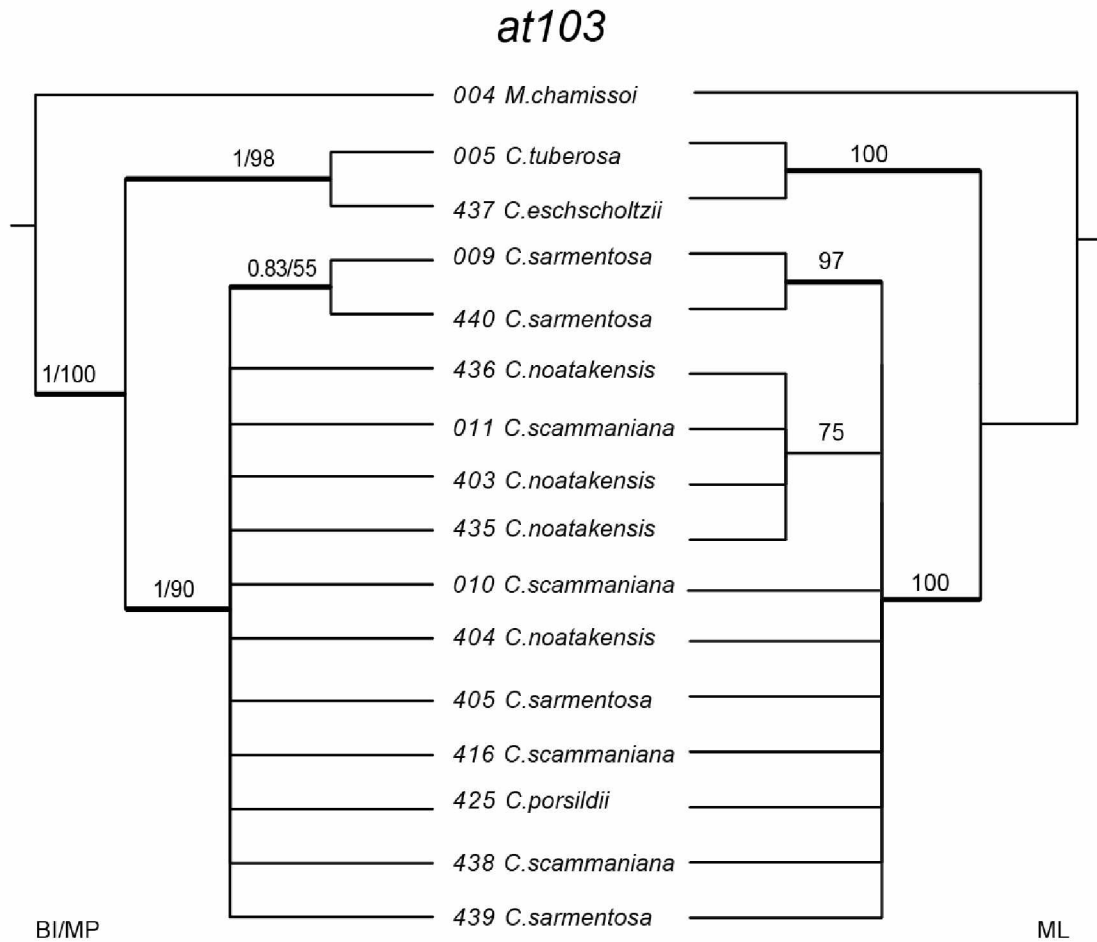 at103
004 M.chamissoi
1/98
005 C.tuberosa
100
437 C.eschscholtzii
0.83/55
009 C.sarmentosa
97
440 C.sarmentosa
1/100
436 C.noatakensis
011 C.scammaniana
75
403 C.noatakensis
435 C.noatakensis
1/90
010 C.scammaniana
100
404 C.noatakensis
405 C.sarmentosa
416 C.scammaniana
425 C.porsildii
438 C.scammaniana
439 C.sarmentosa
BI/MP
ML